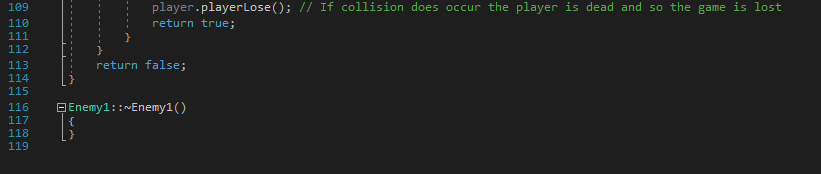 109 player.playerLose(); // If collision does occur the player is dead and so the game is lost
110 return true;
111 }
112 }
113 return false;
114 }
115
116 Enemy1::~Enemy1()
117 {
118 }
119